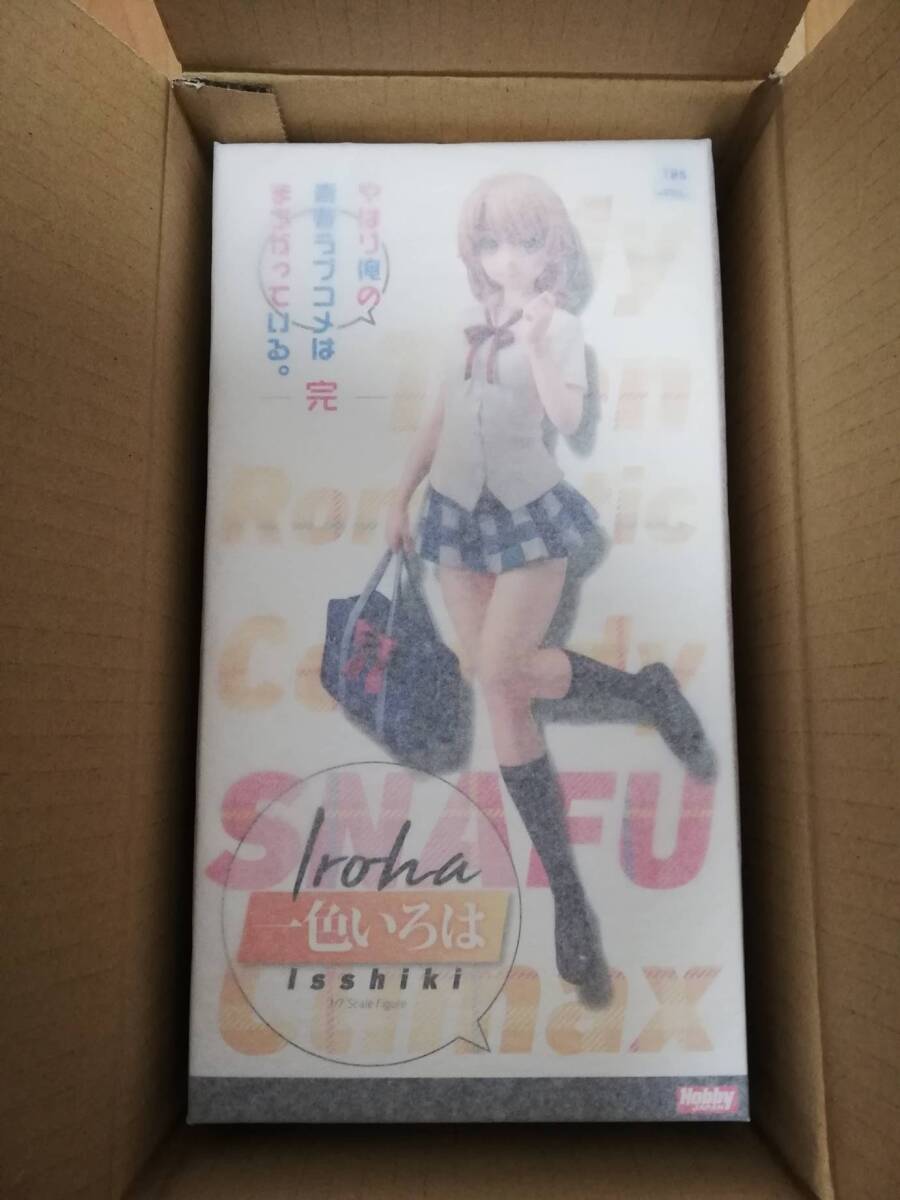 やはり俺の
青春ラブコメは
まちがっている。
完
My
Teen
Romantic
Comedy
SNAFU
Climax
Iroha
一色いろは
Isshiki
1/7 Scale Figure
TBS
Hobby
JAPAN